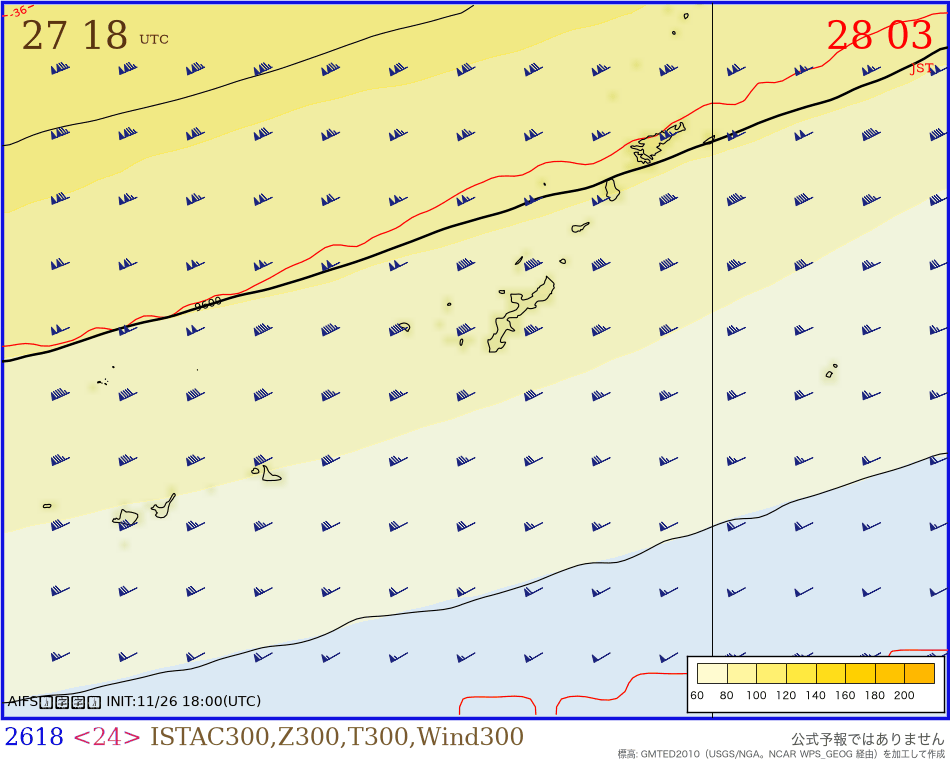 -36-
27 18 UTC
28 03
JST
9600
AIFS INIT:11/26 18:00(UTC)
60 80 100 120 140 160 180 200
2618 <24> ISTAC300,Z300,T300,Wind300
公式予報ではありません
標高: GMTED2010（USGS/NGA。NCAR WPS_GEOG 経由）を加工して作成